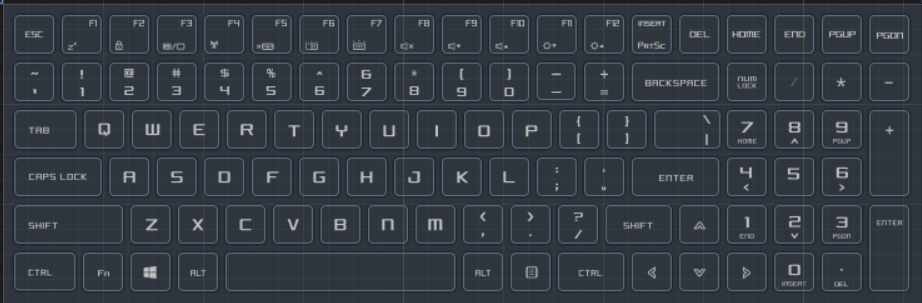 ESC F1 F2 F3 F4 F5 F6 F7 F8 F9 F10 F11 F12 INSERT PRTSC DEL HOME END PGUP PGDN
~ ! @ # $ % ^ & * ( ) — + BACKSPACE NUM LOCK / * -
1 2 3 4 5 6 7 8 9 0 — =
TAB Q W E R T Y U I O P { [ } ] \ | 7 HOME 8 ^ 9 PGUP +
CAPS LOCK A S D F G H J K L : ; ' " ENTER 4 < 5 6 >
SHIFT Z X C V B N M < , > . ? / SHIFT 1 END 2 v 3 PGDN ENTER
CTRL Fn ALT ALT CTRL < > 0 INSERT . DEL